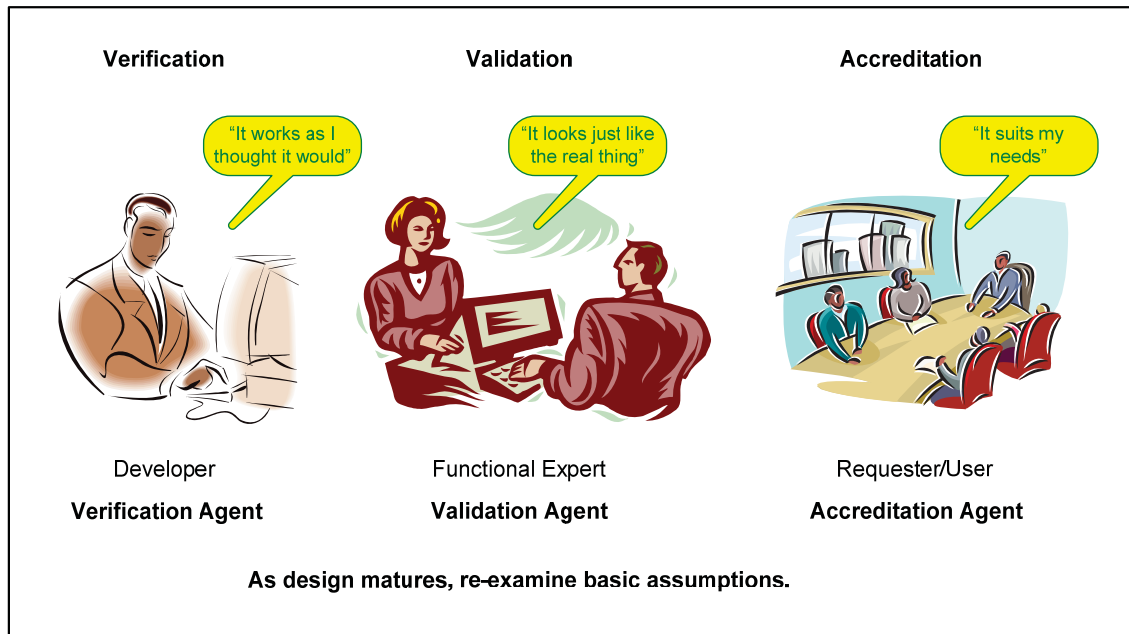 Verification
Validation
Accreditation
“It works as I
thought it would”
“It looks just like
the real thing”
“It suits my
needs”
Developer
Functional Expert
Requester/User
Verification Agent
Validation Agent
Accreditation Agent
As design matures, re-examine basic assumptions.